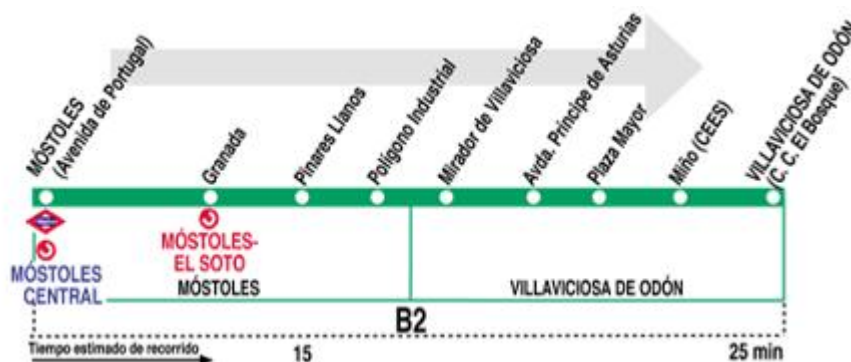 MÓSTOLES
(Avenida de Portugal)
Granada
Pinares Llanos
Polígono Industrial
Mirador de Villaviciosa
Avda. Príncipe de Asturias
Plaza Mayor
Miño (CEES)
VILLAVICIOSA DE ODÓN
(C. C. El Bosque)
MÓSTOLES
CENTRAL
MÓSTOLES-
EL SOTO
MÓSTOLES
VILLAVICIOSA DE ODÓN
B2
Tiempo estimado de recorrido
15
25 min